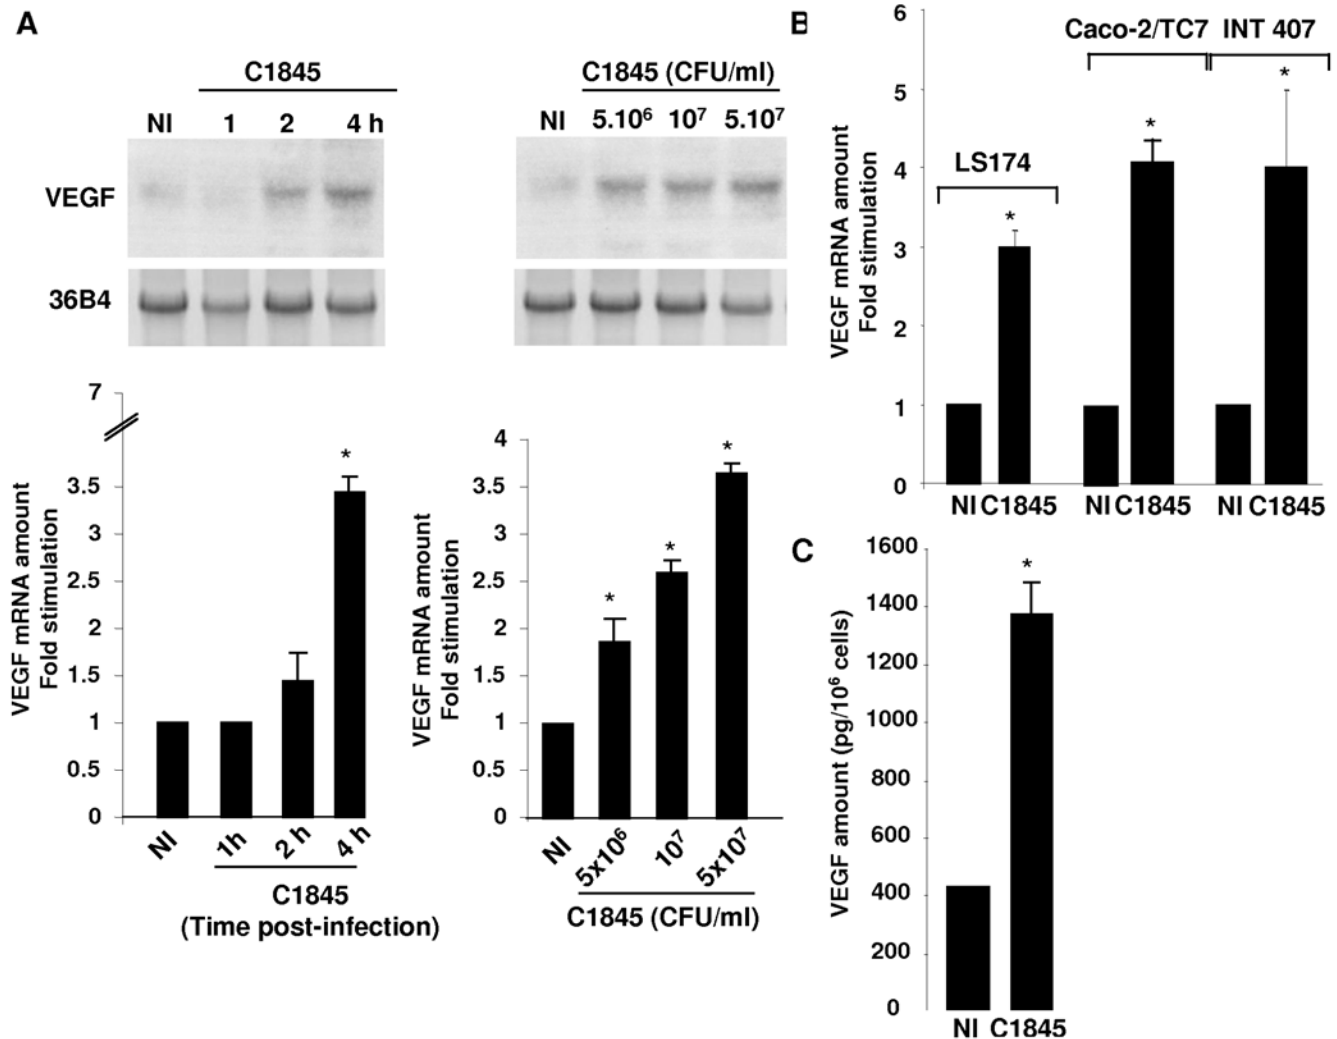 A
C1845
NI 1 2 4 h
VEGF
36B4
C1845 (CFU/ml)
NI 5.10⁶ 10⁷ 5.10⁷
7
3.5
3
2.5
2
1.5
1
0.5
0
VEGF mRNA amount
Fold stimulation
NI 1h 2 h 4 h
C1845
(Time post-infection)
4
3.5
3
2.5
2
1.5
1
0.5
0
VEGF mRNA amount
Fold stimulation
* * * *
NI 5x10⁶ 10⁷ 5x10⁷
C1845 (CFU/ml)
B
6
5
4
3
2
1
0
VEGF mRNA amount
Fold stimulation
LS174 Caco-2/TC7 INT 407
* * *
NI C1845 NI C1845 NI C1845
C
1600
1400
1200
1000
800
600
400
200
0
VEGF amount (pg/10⁶ cells)
*
NI C1845